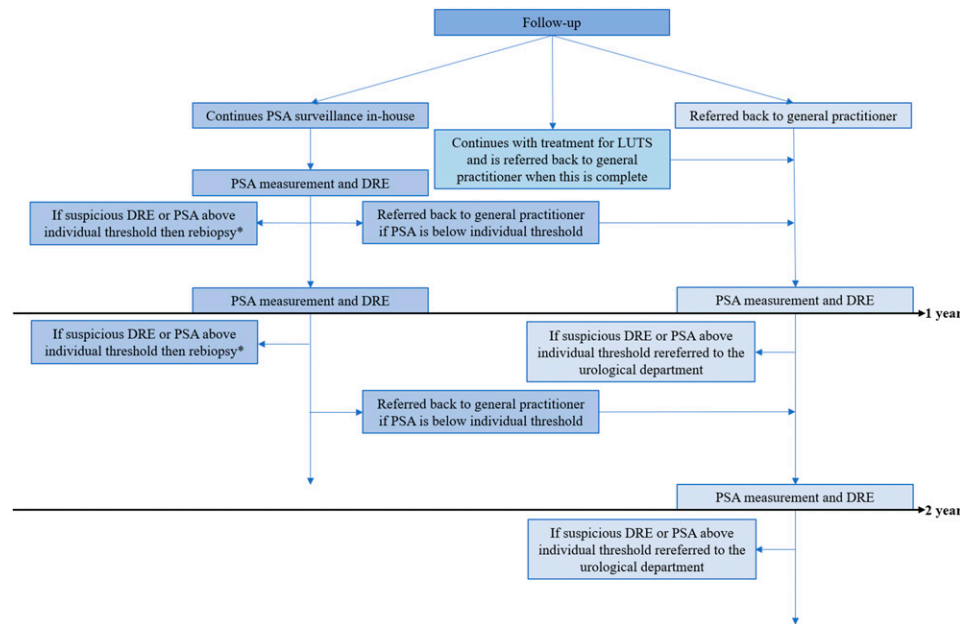 Follow-up
Continues PSA surveillance in-house
Referred back to general practitioner
Continues with treatment for LUTS
and is referred back to general
practitioner when this is complete
PSA measurement and DRE
If suspicious DRE or PSA above
individual threshold then rebiopsy*
Referred back to general practitioner
if PSA is below individual threshold
PSA measurement and DRE
PSA measurement and DRE
1 year
If suspicious DRE or PSA above
individual threshold then rebiopsy*
If suspicious DRE or PSA above
individual threshold rereferred to the
urological department
Referred back to general practitioner
if PSA is below individual threshold
PSA measurement and DRE
2 year
If suspicious DRE or PSA above
individual threshold rereferred to the
urological department